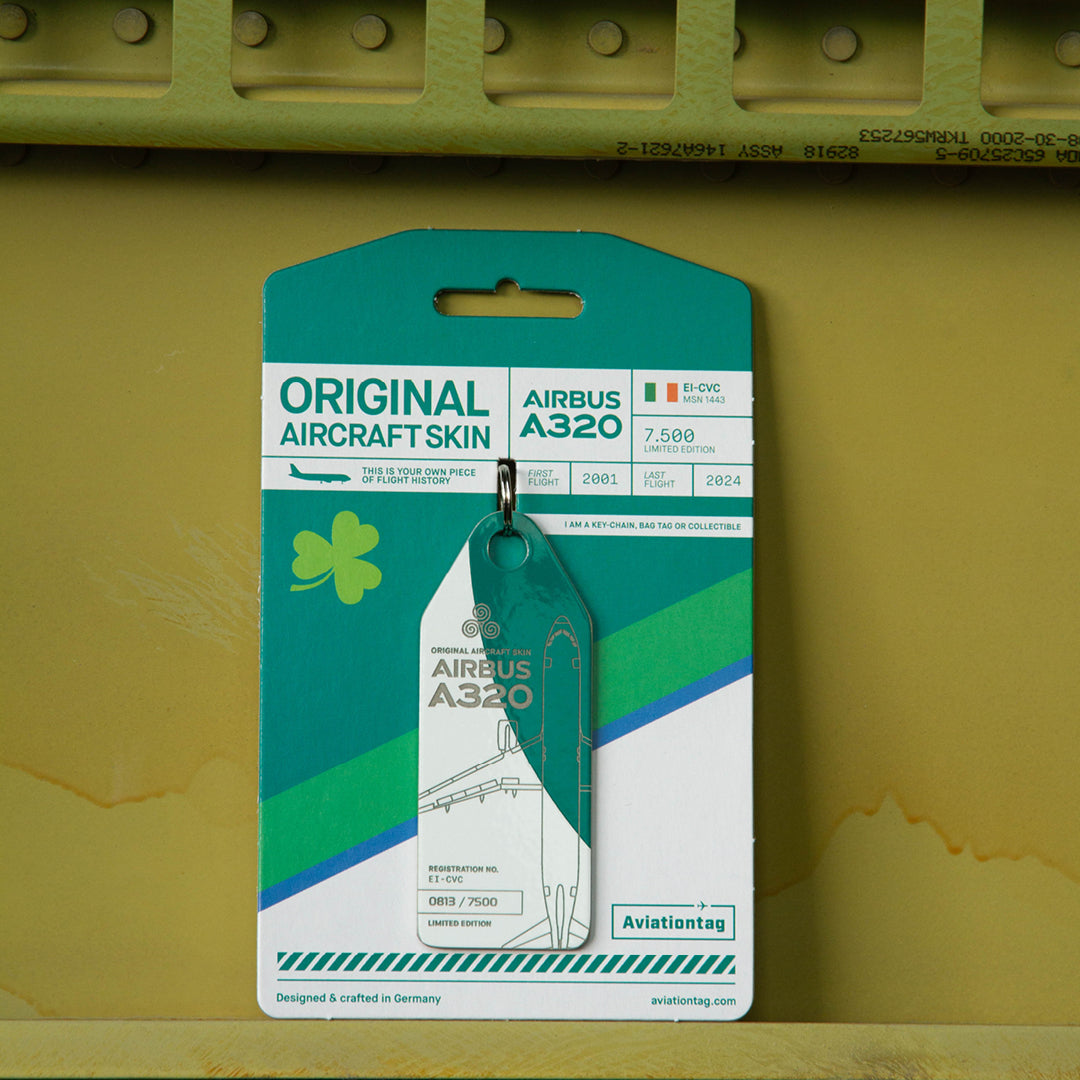 8-30-2000 TKRW567253
DA 65C25709-5 82918 ASSY 146A7621-2
ORIGINAL
AIRCRAFT SKIN
AIRBUS
A320
EI-CVC
MSN 1443
7.500
LIMITED EDITION
THIS IS YOUR OWN PIECE
OF FLIGHT HISTORY
FIRST
FLIGHT
2001
LAST
FLIGHT
2024
I AM A KEY-CHAIN, BAG TAG OR COLLECTIBLE
ORIGINAL AIRCRAFT SKIN
AIRBUS
A320
REGISTRATION NO.
EI-CVC
0813 / 7500
LIMITED EDITION
Aviationtag
Designed & crafted in Germany
aviationtag.com